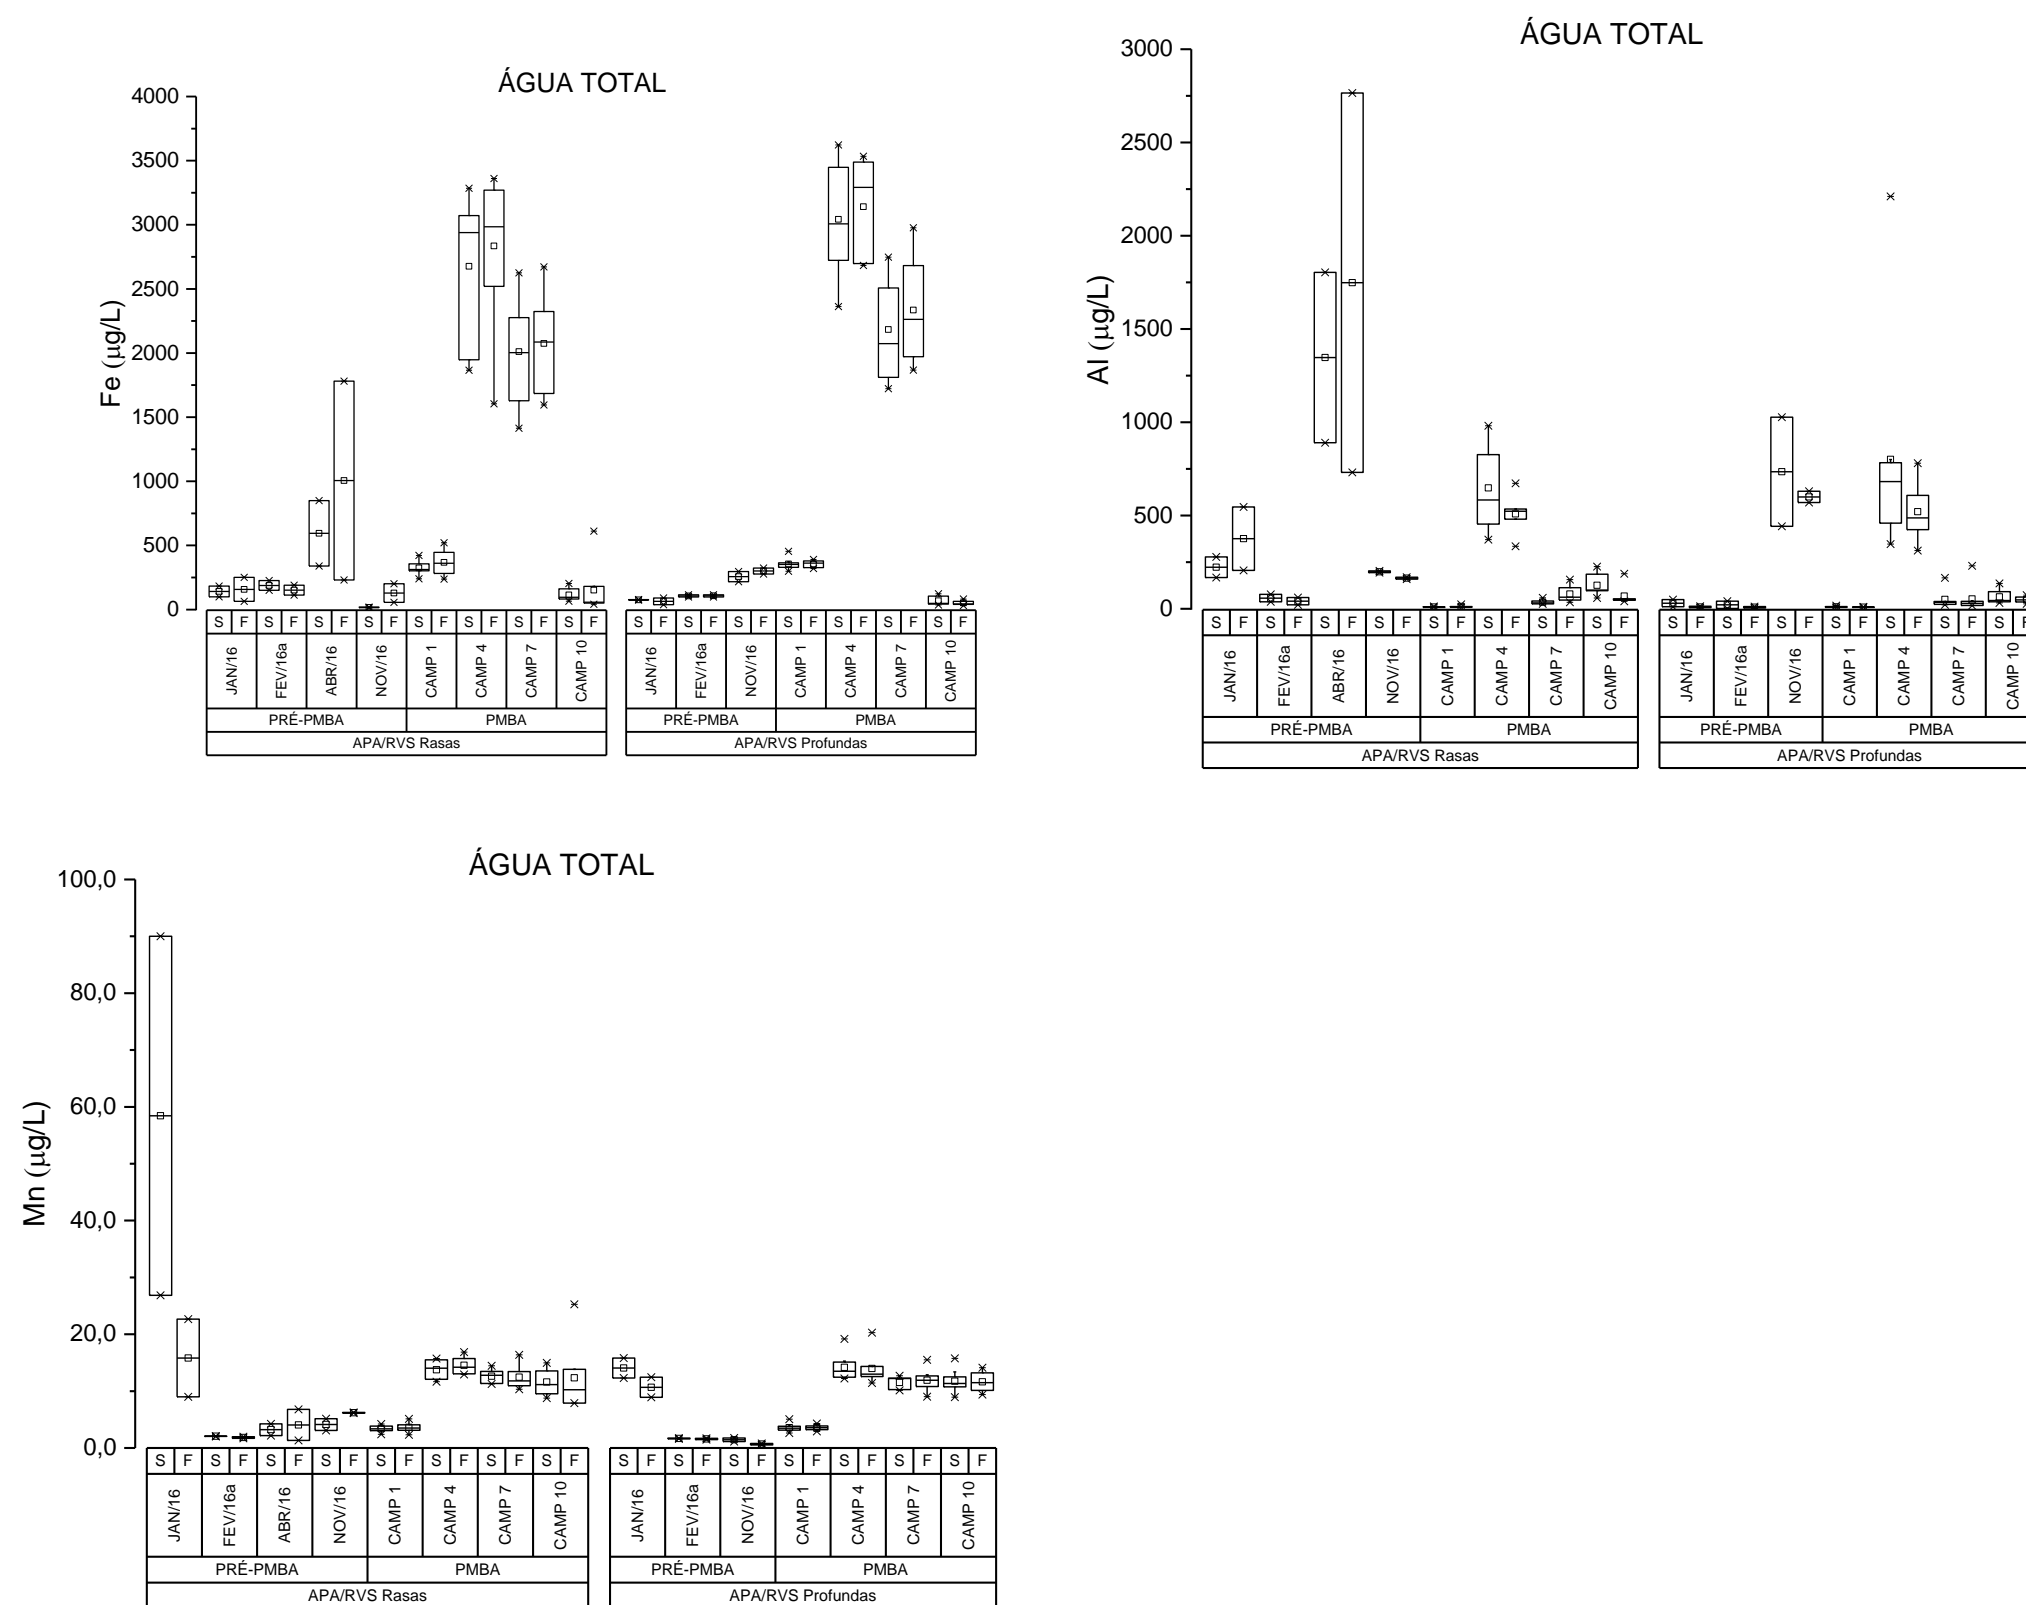 ÁGUA TOTAL
4000
3500
3000
2500
2000
1500
1000
500
0
Fe (µg/L)
S F S F S F S F S F S F S F S F
JAN/16 FEV/16a ABR/16 NOV/16 CAMP 1 CAMP 4 CAMP 7 CAMP 10
PRÉ-PMBA PMBA
APA/RVS Rasas
S F S F S F S F S F S F S F
JAN/16 FEV/16a NOV/16 CAMP 1 CAMP 4 CAMP 7 CAMP 10
PRÉ-PMBA PMBA
APA/RVS Profundas
ÁGUA TOTAL
3000
2500
2000
1500
1000
500
0
Al (µg/L)
S F S F S F S F S F S F S F S F
JAN/16 FEV/16a ABR/16 NOV/16 CAMP 1 CAMP 4 CAMP 7 CAMP 10
PRÉ-PMBA PMBA
APA/RVS Rasas
S F S F S F S F S F S F S F
JAN/16 FEV/16a NOV/16 CAMP 1 CAMP 4 CAMP 7 CAMP 10
PRÉ-PMBA PMBA
APA/RVS Profundas
ÁGUA TOTAL
100,0
80,0
60,0
40,0
20,0
0,0
Mn (µg/L)
S F S F S F S F S F S F S F S F
JAN/16 FEV/16a ABR/16 NOV/16 CAMP 1 CAMP 4 CAMP 7 CAMP 10
PRÉ-PMBA PMBA
APA/RVS Rasas
S F S F S F S F S F S F S F
JAN/16 FEV/16a NOV/16 CAMP 1 CAMP 4 CAMP 7 CAMP 10
PRÉ-PMBA PMBA
APA/RVS Profundas